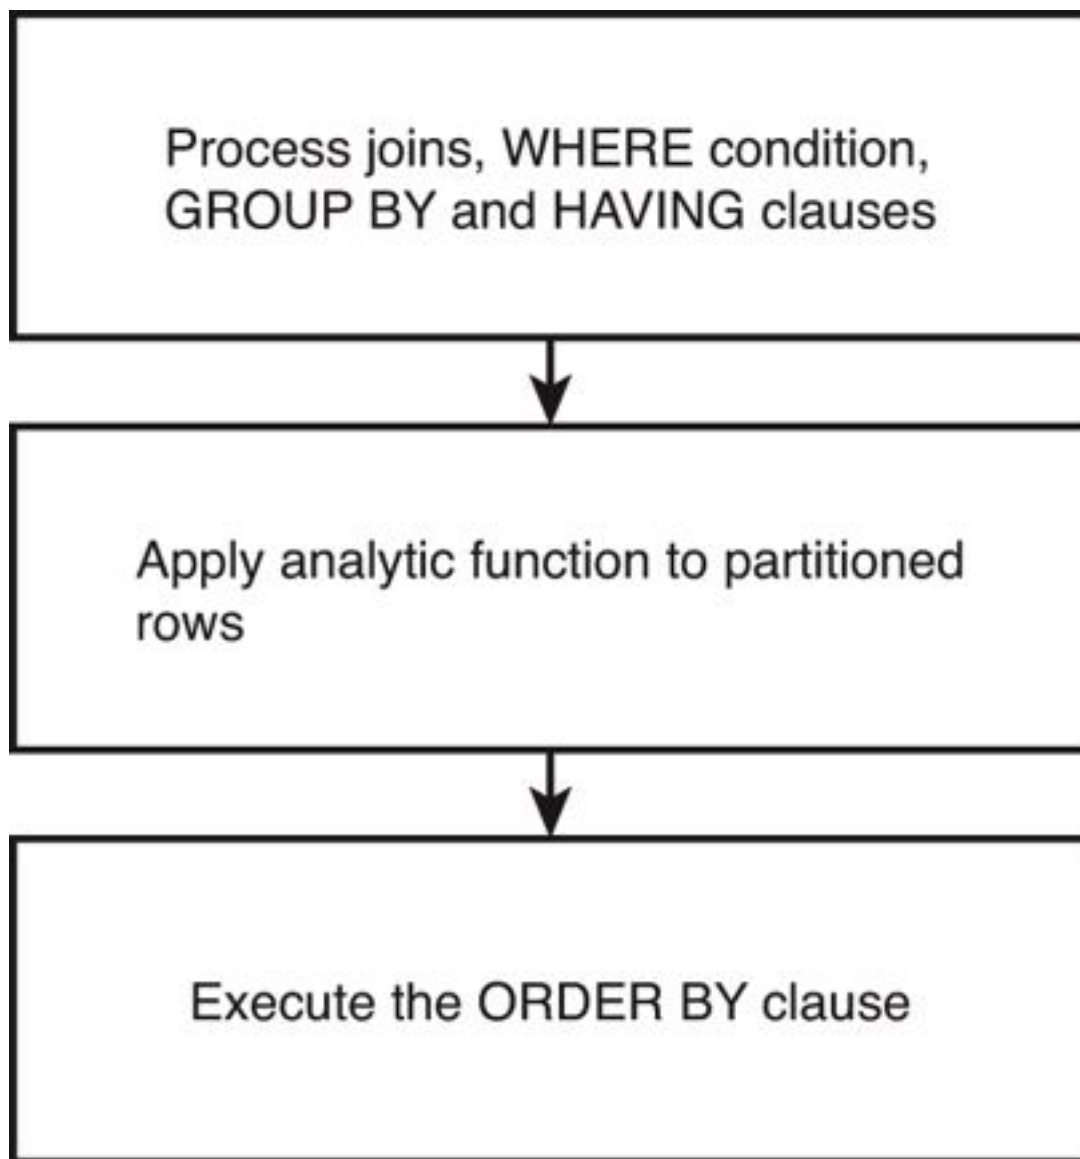 Process joins, WHERE condition,
GROUP BY and HAVING clauses
Apply analytic function to partitioned
rows
Execute the ORDER BY clause